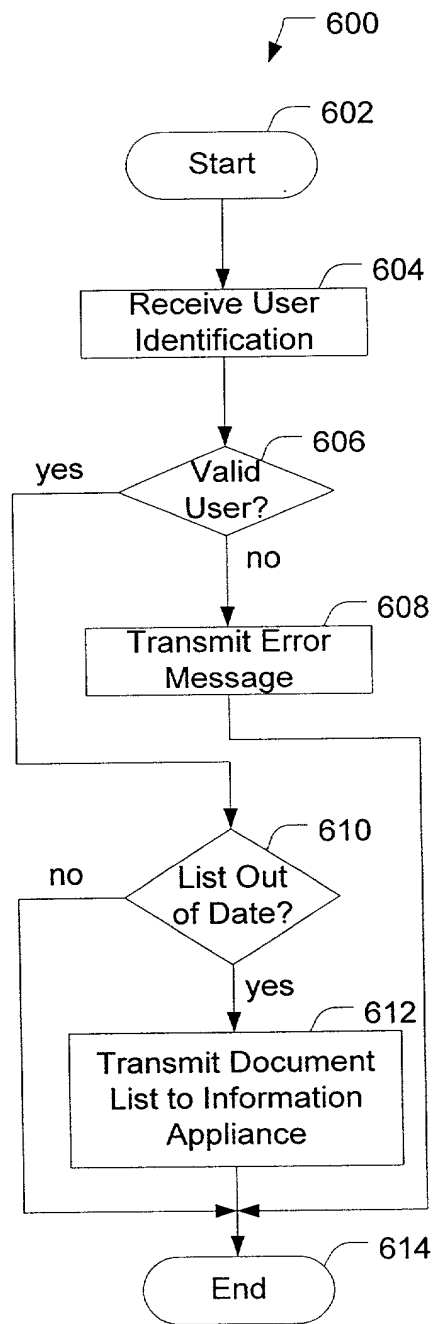 600
602
Start
604
Receive User
Identification
606
yes
Valid
User?
no
608
Transmit Error
Message
610
no
List Out
of Date?
yes
612
Transmit Document
List to Information
Appliance
614
End